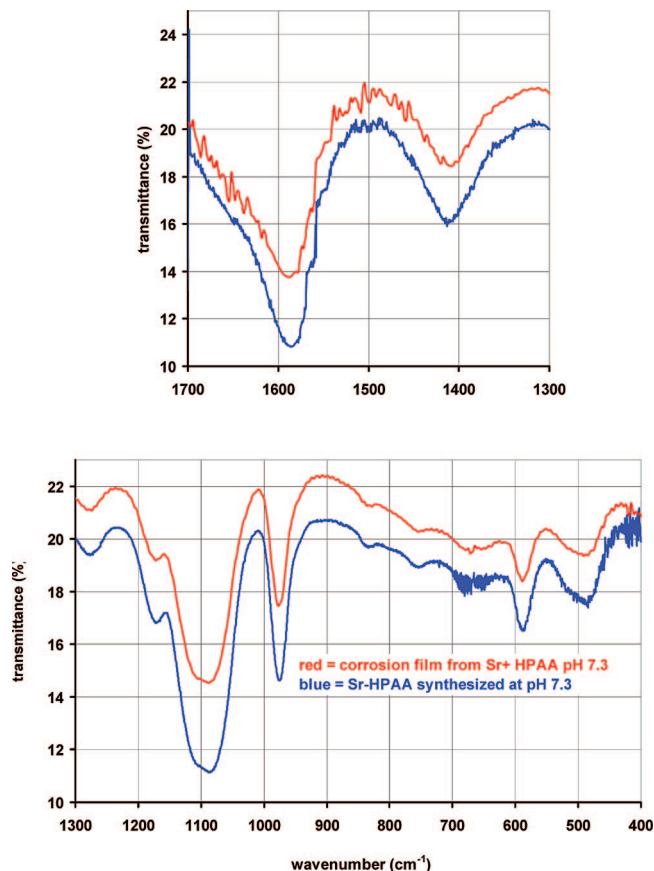 24
22
20
18
16
14
12
10
transmittance (%)
1700 1600 1500 1400 1300
22
20
18
16
14
12
10
transmittance (%)
red = corrosion film from Sr+ HPAA pH 7.3
blue = Sr-HPAA synthesized at pH 7.3
1300 1200 1100 1000 900 800 700 600 500 400
wavenumber (cm⁻¹)